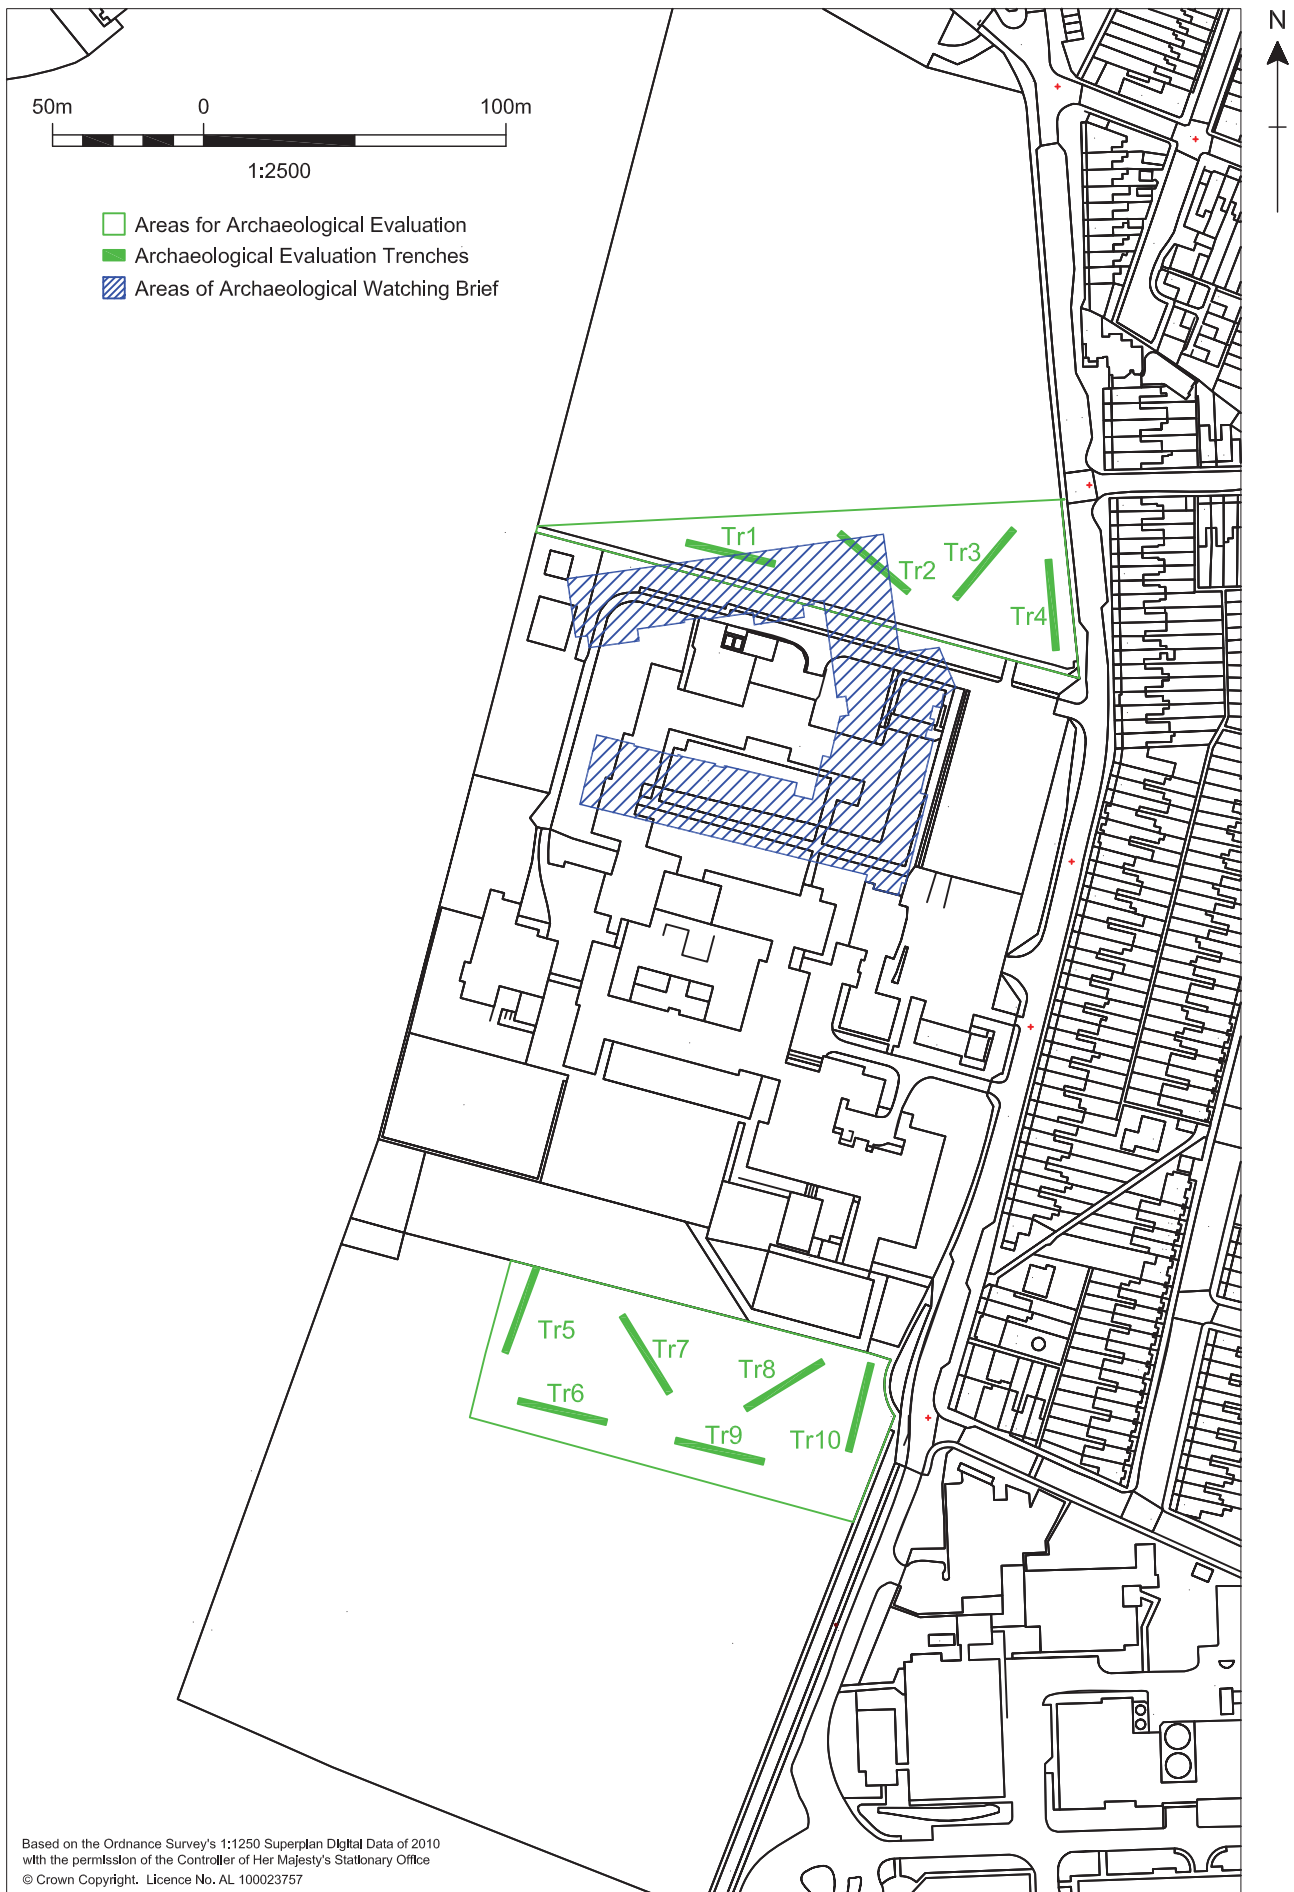 N
50m 0 100m
1:2500
Areas for Archaeological Evaluation
Archaeological Evaluation Trenches
Areas of Archaeological Watching Brief
Tr1
Tr2
Tr3
Tr4
Tr5
Tr7
Tr8
Tr6
Tr9
Tr10
Based on the Ordnance Survey's 1:1250 Superplan Digital Data of 2010
with the permission of the Controller of Her Majesty's Stationary Office
© Crown Copyright. Licence No. AL 100023757